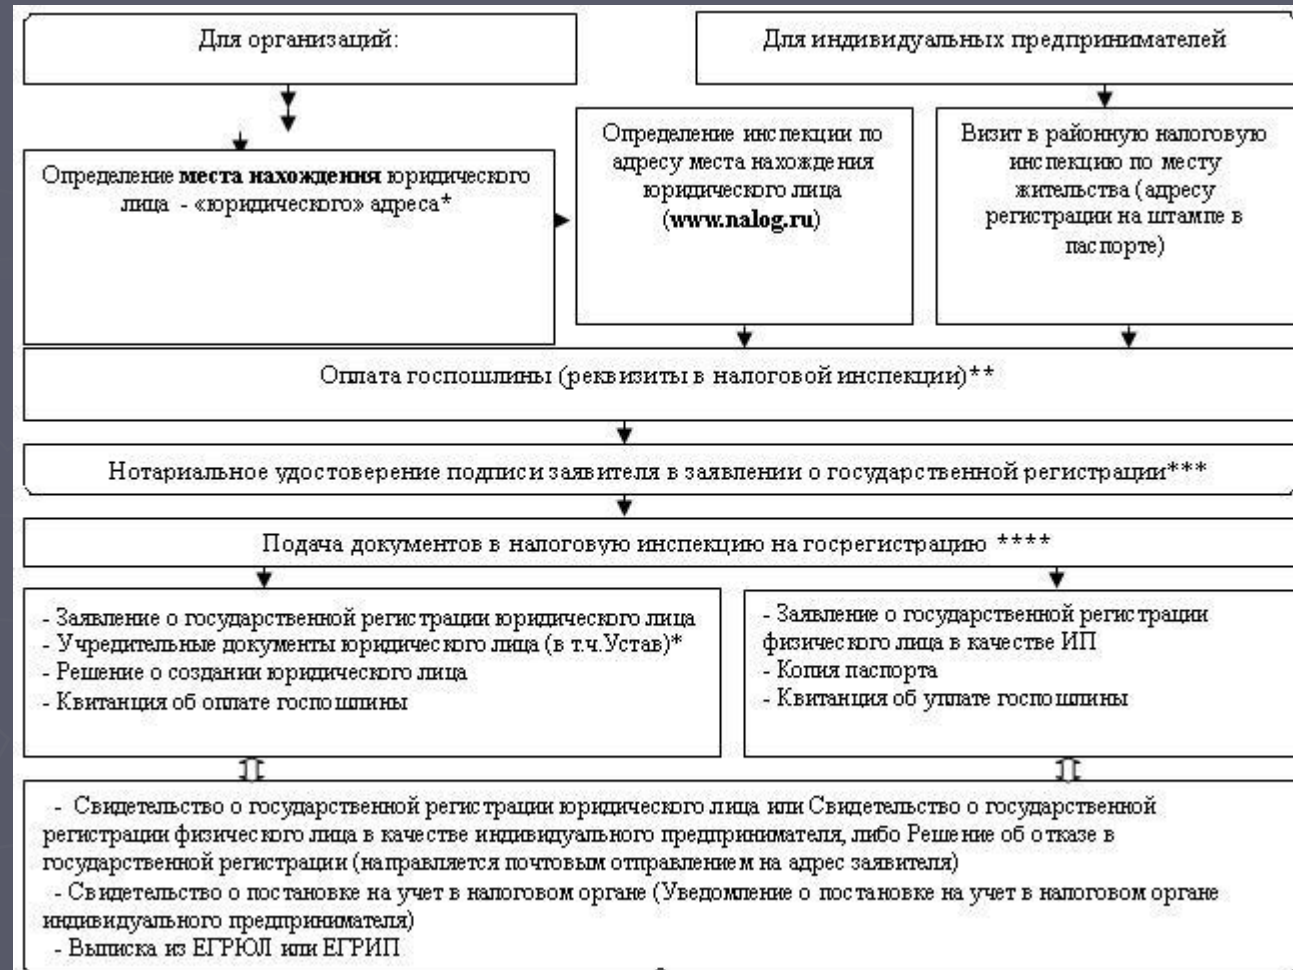 Для организаций:
Для индивидуальных предпринимателей
Определение места нахождения юридического
лица - «юридического» адреса*
Определение инспекции по
адресу места нахождения
юридического лица
(www.nalog.ru)
Визит в районную налоговую
инспекцию по месту
жительства (адресу
регистрации на штампе в
паспорте)
Оплата госпошлины (реквизиты в налоговой инспекции)**
Нотариальное удостоверение подписи заявителя в заявлении о государственной регистрации***
Подача документов в налоговую инспекцию на госрегистрацию ****
- Заявление о государственной регистрации юридического лица
- Учредительные документы юридического лица (в т.ч.Устав)*
- Решение о создании юридического лица
- Квитанция об оплате госпошлины
- Заявление о государственной регистрации
физического лица в качестве ИП
- Копия паспорта
- Квитанция об уплате госпошлины
- Свидетельство о государственной регистрации юридического лица или Свидетельство о государственной
регистрации физического лица в качестве индивидуального предпринимателя, либо Решение об отказе в
государственной регистрации (направляется почтовым отправлением на адрес заявителя)
- Свидетельство о постановке на учет в налоговом органе (Уведомление о постановке на учет в налоговом органе
индивидуального предпринимателя)
- Выписка из ЕГРЮЛ или ЕГРИП